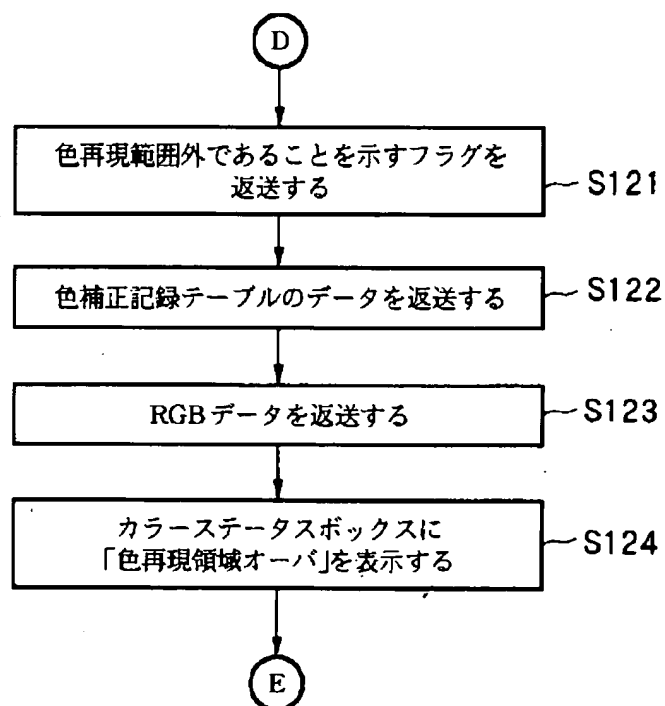 D
色再現範囲外であることを示すフラグを
返送する
S121
色補正記録テーブルのデータを返送する
S122
RGBデータを返送する
S123
カラーステータスボックスに
「色再現領域オーバ」を表示する
S124
E